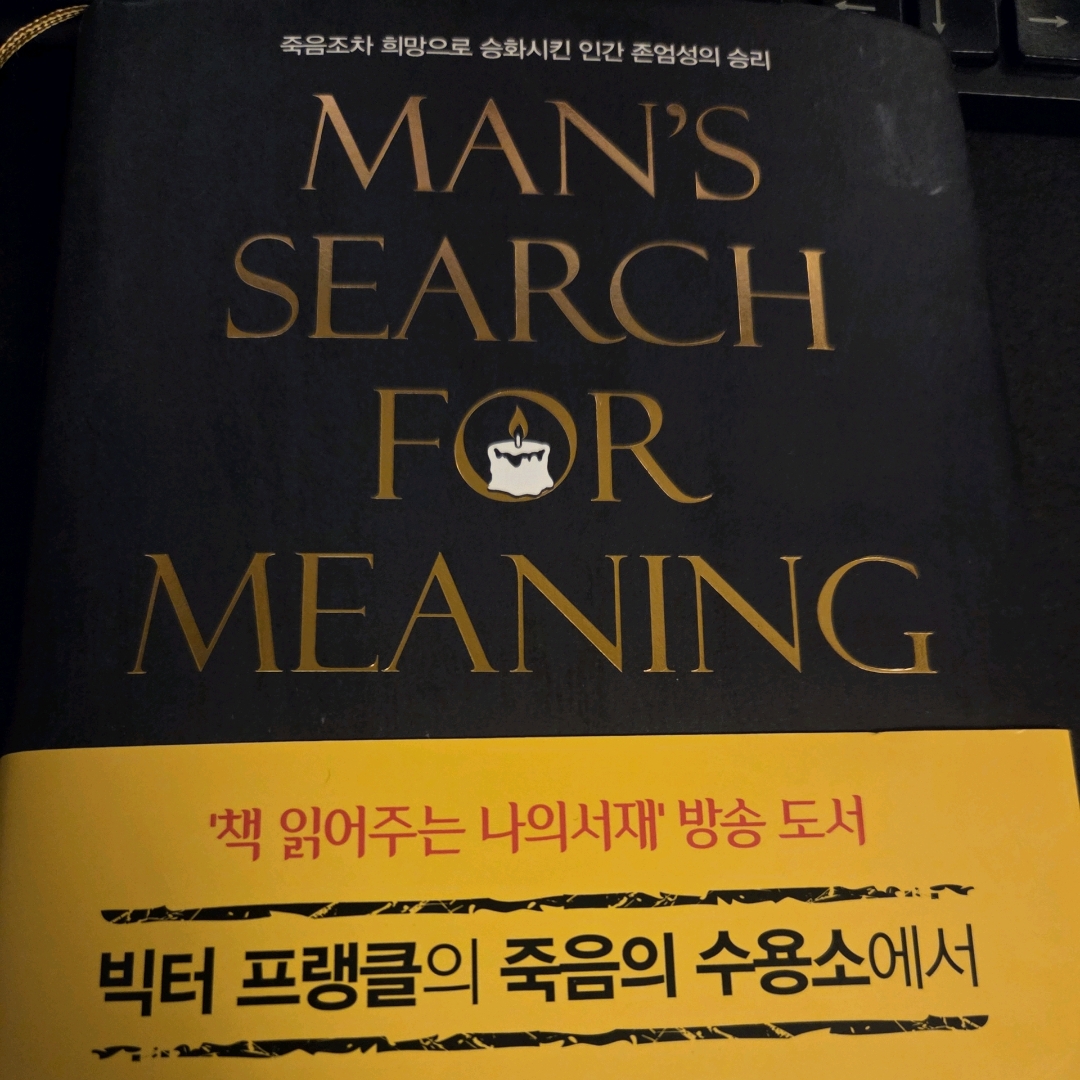 죽음조차 희망으로 승화시킨 인간 존엄성의 승리
MAN'S
SEARCH
FOR
MEANING
'책 읽어주는 나의서재' 방송 도서
빅터 프랭클의 죽음의 수용소에서